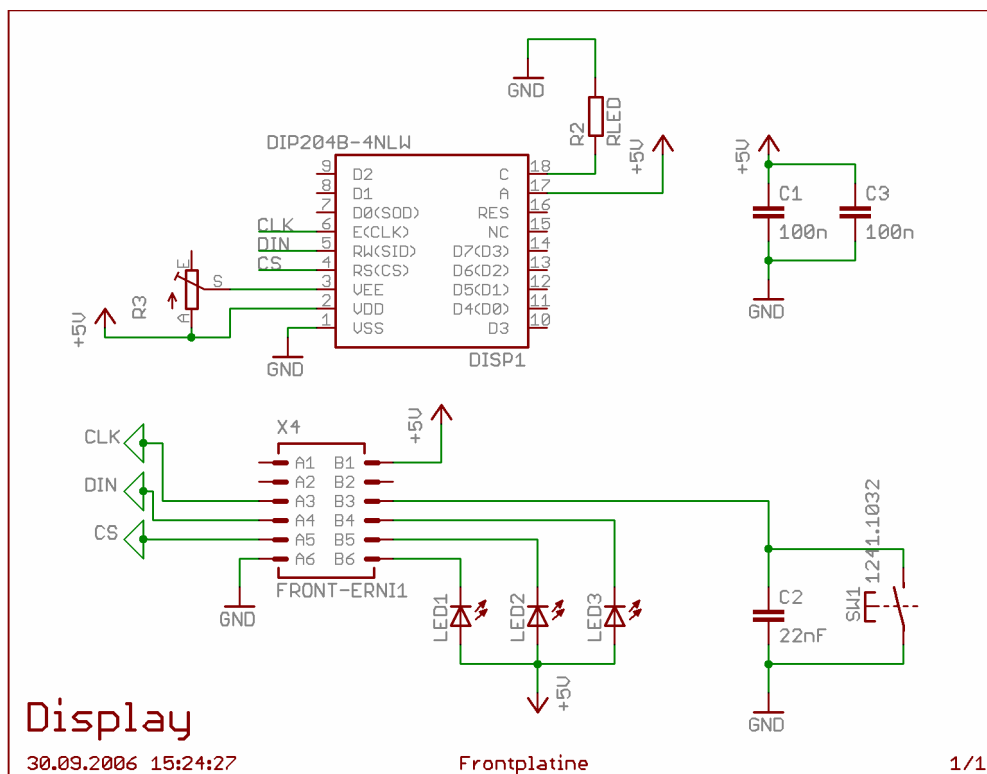 GND
R2
RLED
+5V
DIP204B-4NLW
9 D2
8 D1
7 D0(SOD)
6 E(CLK)
5 RW(SID)
4 RS(CS)
3 VEE
2 VDD
1 VSS
C 18
A 17
RES 16
NC 15
D7(D3) 14
D6(D2) 13
D5(D1) 12
D4(D0) 11
D3 10
DISP1
CLK
DIN
CS
E
S
A
R3
+5V
GND
+5V
C1
100n
C3
100n
GND
CLK
DIN
CS
X4
A1 B1
A2 B2
A3 B3
A4 B4
A5 B5
A6 B6
FRONT-ERNI1
+5V
GND
LED1
LED2
LED3
+5V
C2
22nF
SW1
1241.1032
GND
Display
30.09.2006 15:24:27
Frontplatine
1/1